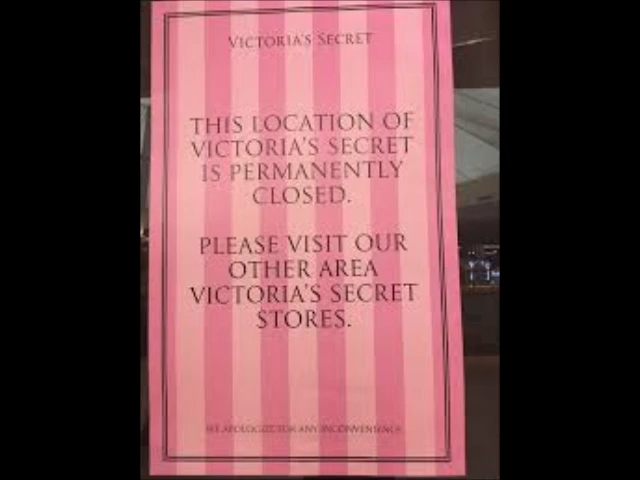 VICTORIA'S SECRET
THIS LOCATION OF
VICTORIA'S SECRET
IS PERMANENTLY
CLOSED.
PLEASE VISIT OUR
OTHER AREA
VICTORIA'S SECRET
STORES.
WE APOLOGIZE FOR ANY INCONVENIENCE